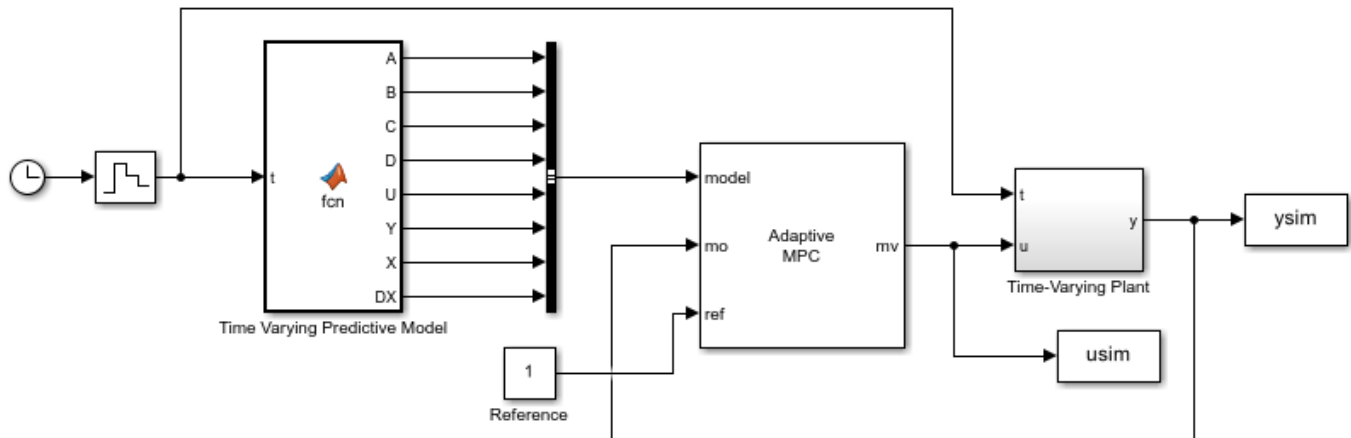 A
B
C
D
U
Y
X
DX
t
fcn
Time Varying Predictive Model
1
Reference
model
mo
ref
Adaptive
MPC
mv
t
u
y
Time-Varying Plant
ysim
usim